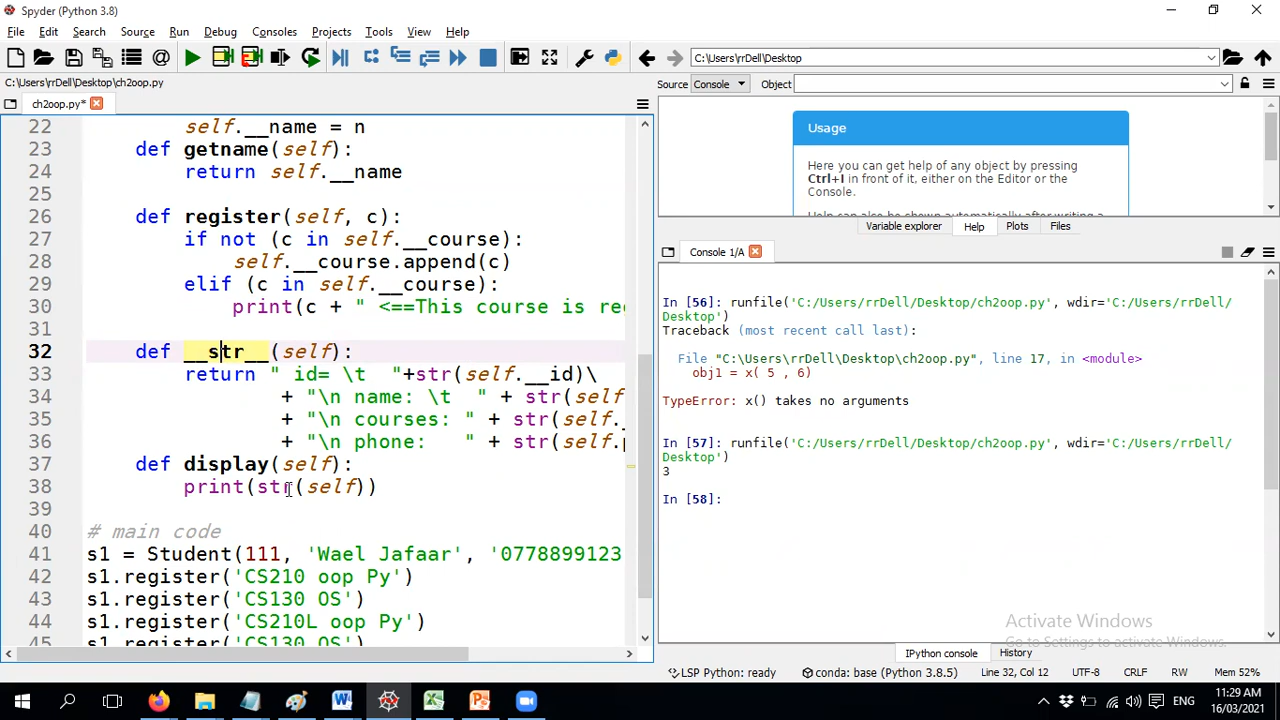 Spyder (Python 3.8)
File Edit Search Source Run Debug Consoles Projects Tools View Help
C:\Users\rrDell\Desktop
C:\Users\rrDell\Desktop\ch2oop.py
ch2oop.py*
22 self.__name = n
23 def getname(self):
24 return self.__name
25
26 def register(self, c):
27 if not (c in self.__course):
28 self.__course.append(c)
29 elif (c in self.__course):
30 print(c + " <==This course is re
31
32 def __str__(self):
33 return " id= \t "+str(self.__id)\
34 + "\n name: \t " + str(self
35 + "\n courses: " + str(self.
36 + "\n phone: " + str(self.
37 def display(self):
38 print(str(self))
39
40 # main code
41 s1 = Student(111, 'Wael Jafaar', '0778899123
42 s1.register('CS210 oop Py')
43 s1.register('CS130 OS')
44 s1.register('CS210L oop Py')
45 s1.register('CS130 OS')
Source Console Object
Usage
Here you can get help of any object by pressing
Ctrl+I in front of it, either on the Editor or the
Console.
Help can also be shown automatically after writing a
Variable explorer Help Plots Files
Console 1/A
In [56]: runfile('C:/Users/rrDell/Desktop/ch2oop.py', wdir='C:/Users/rrDell/
Desktop')
Traceback (most recent call last):
File "C:\Users\rrDell\Desktop\ch2oop.py", line 17, in <module>
obj1 = x( 5 , 6)
TypeError: x() takes no arguments
In [57]: runfile('C:/Users/rrDell/Desktop/ch2oop.py', wdir='C:/Users/rrDell/
Desktop')
3
In [58]:
Activate Windows
Go to Settings to activate Windows.
IPython console History
LSP Python: ready conda: base (Python 3.8.5) Line 32, Col 12 UTF-8 CRLF RW Mem 52%
ENG
11:29 AM
16/03/2021